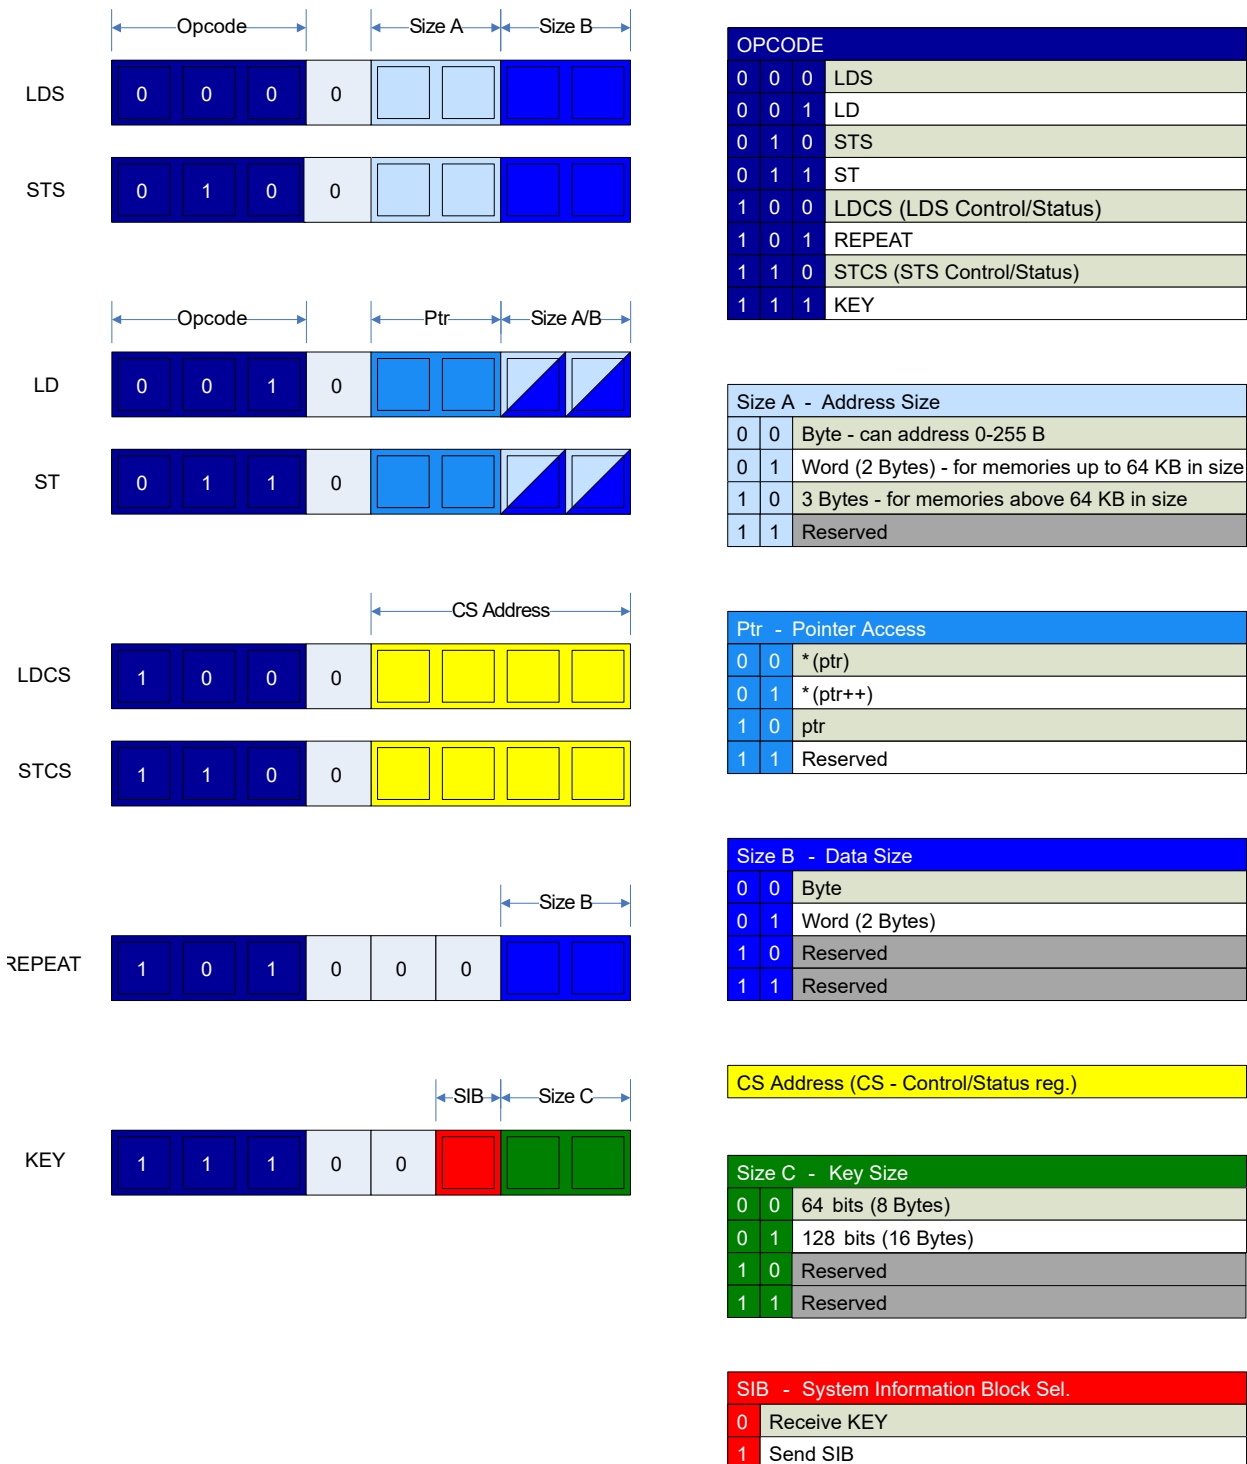 Opcode Size A Size B
LDS 0 0 0 0
STS 0 1 0 0
Opcode Ptr Size A/B
LD 0 0 1 0
ST 0 1 1 0
CS Address
LDCS 1 0 0 0
STCS 1 1 0 0
Size B
REPEAT 1 0 1 0 0 0
SIB Size C
KEY 1 1 1 0 0
OPCODE
0 0 0 LDS
0 0 1 LD
0 1 0 STS
0 1 1 ST
1 0 0 LDCS (LDS Control/Status)
1 0 1 REPEAT
1 1 0 STCS (STS Control/Status)
1 1 1 KEY
Size A - Address Size
0 0 Byte - can address 0-255 B
0 1 Word (2 Bytes) - for memories up to 64 KB in size
1 0 3 Bytes - for memories above 64 KB in size
1 1 Reserved
Ptr - Pointer Access
0 0 *(ptr)
0 1 *(ptr++)
1 0 ptr
1 1 Reserved
Size B - Data Size
0 0 Byte
0 1 Word (2 Bytes)
1 0 Reserved
1 1 Reserved
CS Address (CS - Control/Status reg.)
Size C - Key Size
0 0 64 bits (8 Bytes)
0 1 128 bits (16 Bytes)
1 0 Reserved
1 1 Reserved
SIB - System Information Block Sel.
0 Receive KEY
1 Send SIB